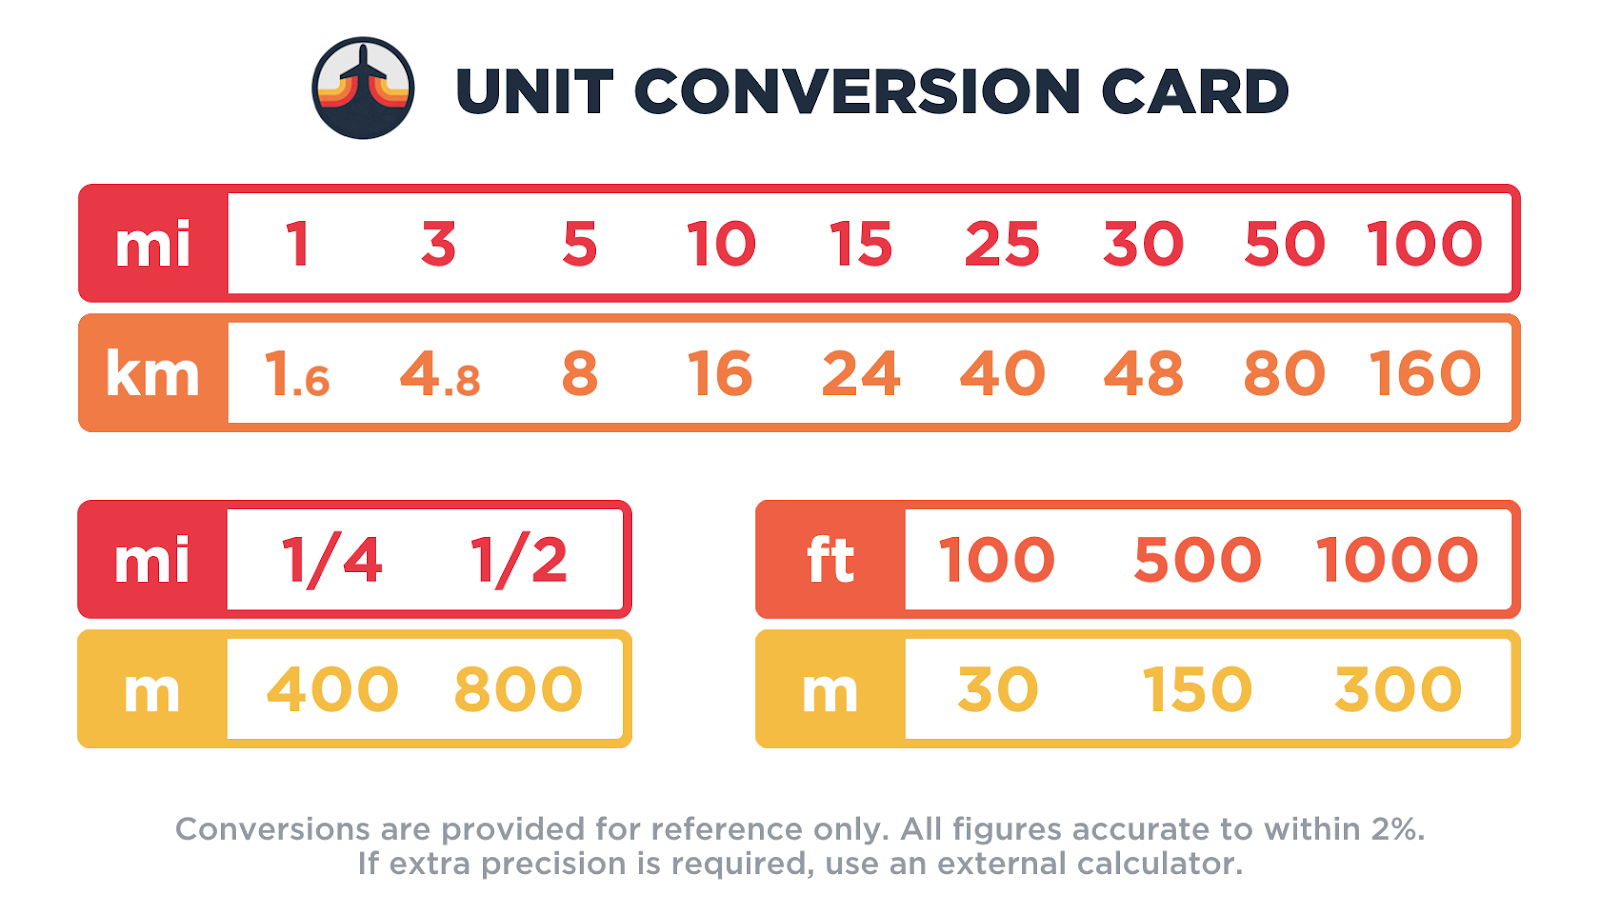 UNIT CONVERSION CARD
mi 1 3 5 10 15 25 30 50 100
km 1.6 4.8 8 16 24 40 48 80 160
mi 1/4 1/2
m 400 800
ft 100 500 1000
m 30 150 300
Conversions are provided for reference only. All figures accurate to within 2%.
If extra precision is required, use an external calculator.